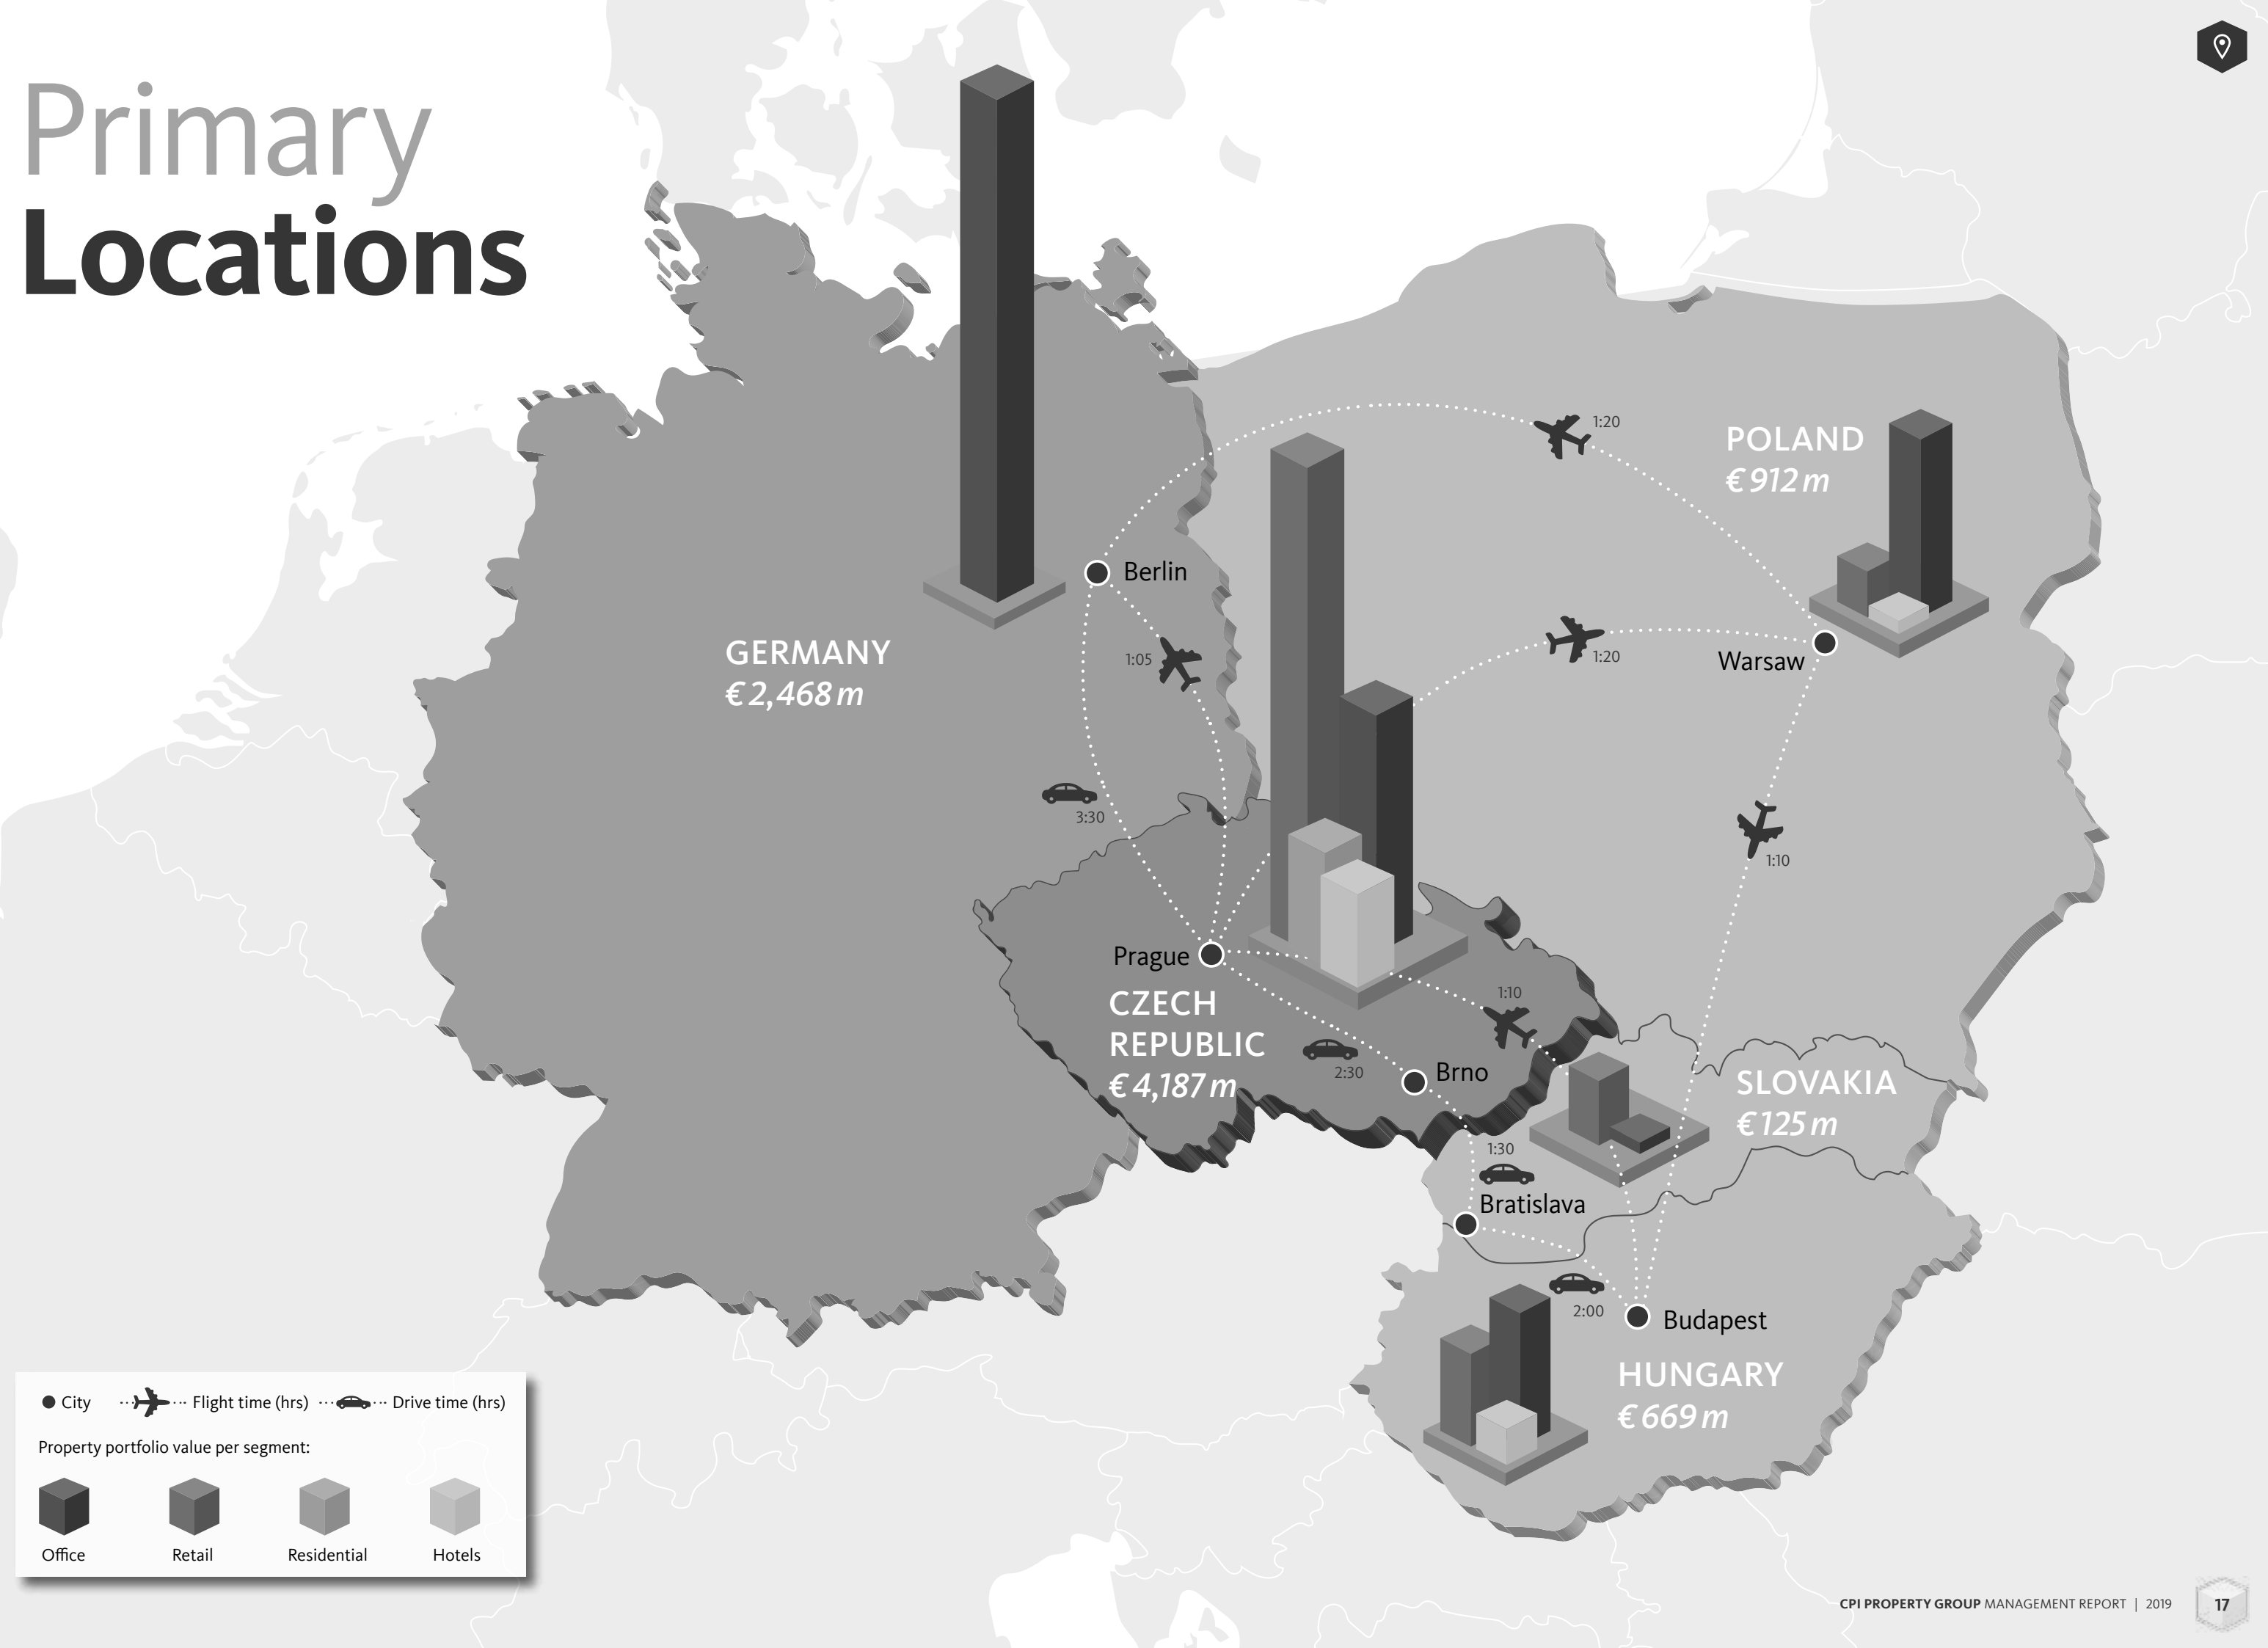 Primary
Locations
1:20
POLAND
€ 912 m
Berlin
GERMANY
€ 2,468 m
1:05
1:20
Warsaw
3:30
1:10
Prague
CZECH
REPUBLIC
€ 4,187 m
1:10
2:30
Brno
SLOVAKIA
€ 125 m
1:30
Bratislava
2:00
Budapest
HUNGARY
€ 669 m
City
Flight time (hrs)
Drive time (hrs)
Property portfolio value per segment:
Office
Retail
Residential
Hotels
CPI PROPERTY GROUP MANAGEMENT REPORT | 2019
17